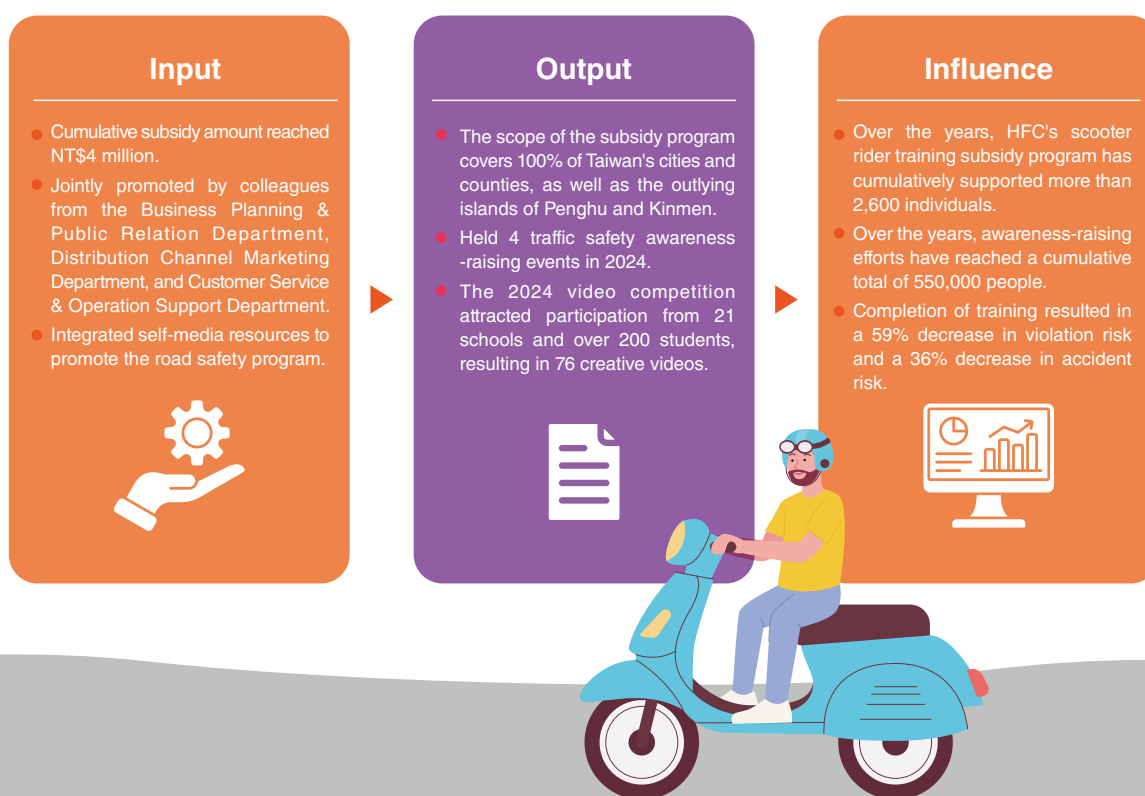 Input
Cumulative subsidy amount reached
NT$4 million.
Jointly promoted by colleagues
from the Business Planning &
Public Relation Department,
Distribution Channel Marketing
Department, and Customer Service
& Operation Support Department.
Integrated self-media resources to
promote the road safety program.
Output
The scope of the subsidy program
covers 100% of Taiwan's cities and
counties, as well as the outlying
islands of Penghu and Kinmen.
Held 4 traffic safety awareness
-raising events in 2024.
The 2024 video competition
attracted participation from 21
schools and over 200 students,
resulting in 76 creative videos.
Influence
Over the years, HFC's scooter
rider training subsidy program has
cumulatively supported more than
2,600 individuals.
Over the years, awareness-raising
efforts have reached a cumulative
total of 550,000 people.
Completion of training resulted in
a 59% decrease in violation risk
and a 36% decrease in accident
risk.